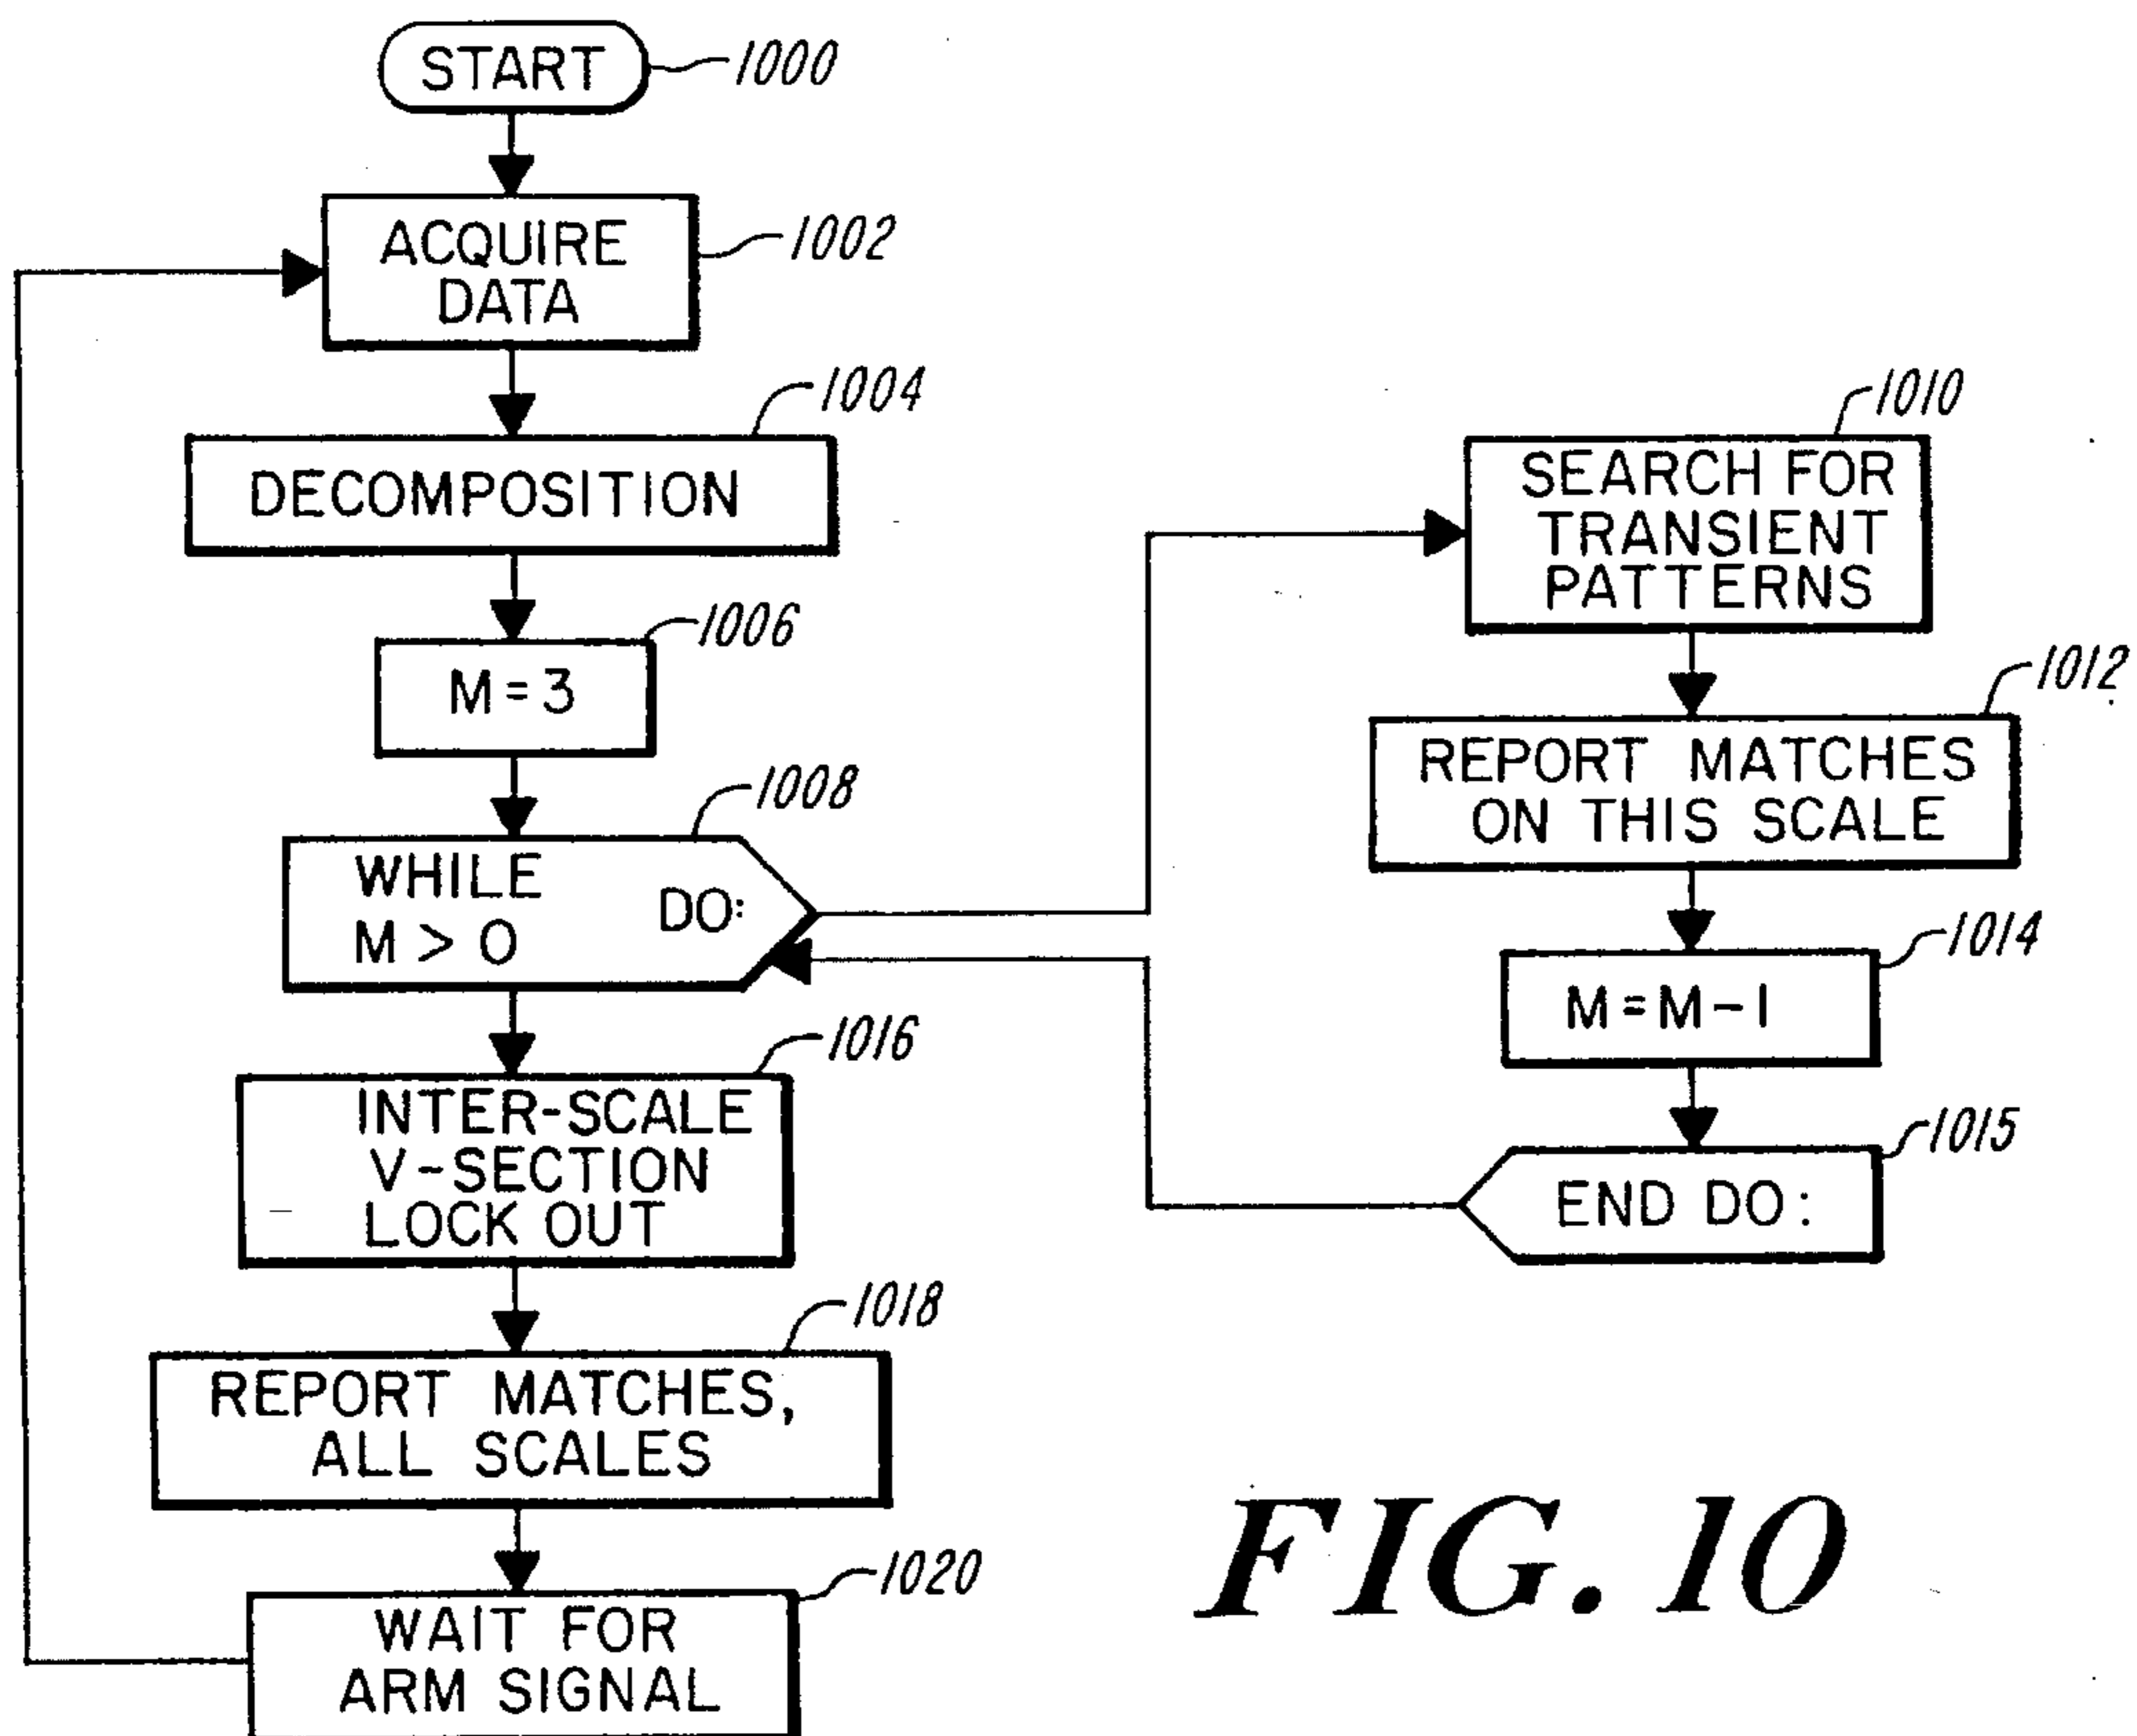 START
1000
ACQUIRE
DATA
1002
DECOMPOSITION
1004
M = 3
1006
WHILE
M > 0
DO:
1008
SEARCH FOR
TRANSIENT
PATTERNS
1010
REPORT MATCHES
ON THIS SCALE
1012
M = M - 1
1014
END DO:
1015
INTER-SCALE
V-SECTION
LOCK OUT
1016
REPORT MATCHES,
ALL SCALES
1018
WAIT FOR
ARM SIGNAL
1020
FIG. 10